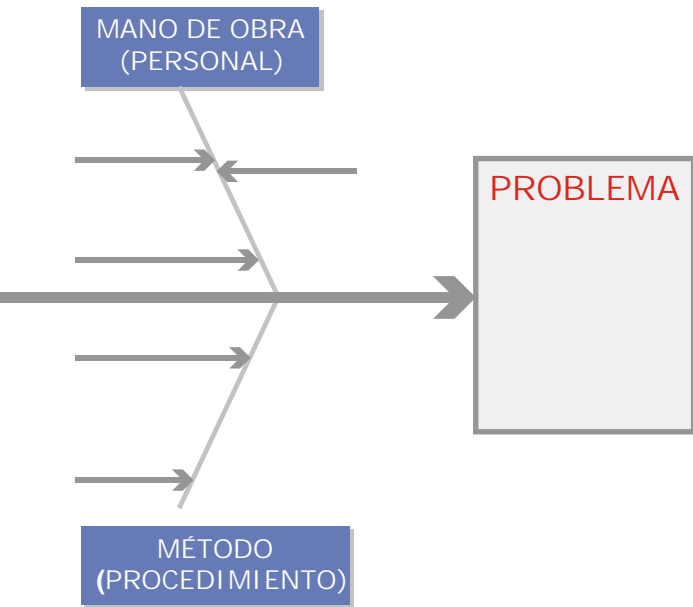 MANO DE OBRA
(PERSONAL)
PROBLEMA
MÉTODO
(PROCEDIMIENTO)